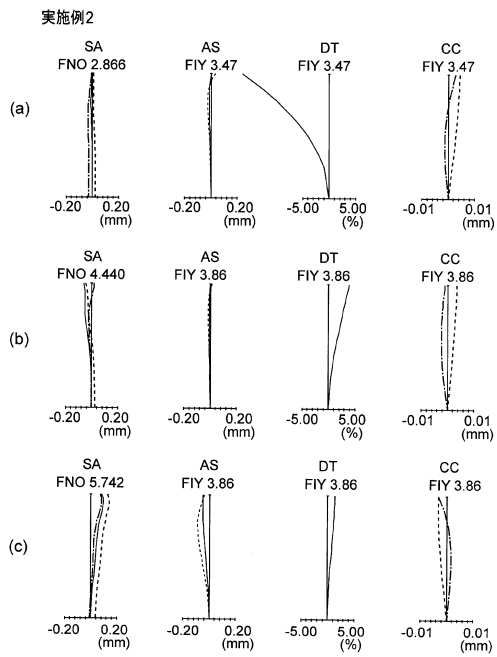 実施例2
SA AS DT CC
FNO 2.866 FIY 3.47 FIY 3.47 FIY 3.47
(a)
-0.20 0.20 -0.20 0.20 -5.00 5.00 -0.01 0.01
(mm) (mm) (%) (mm)
SA AS DT CC
FNO 4.440 FIY 3.86 FIY 3.86 FIY 3.86
(b)
-0.20 0.20 -0.20 0.20 -5.00 5.00 -0.01 0.01
(mm) (mm) (%) (mm)
SA AS DT CC
FNO 5.742 FIY 3.86 FIY 3.86 FIY 3.86
(c)
-0.20 0.20 -0.20 0.20 -5.00 5.00 -0.01 0.01
(mm) (mm) (%) (mm)